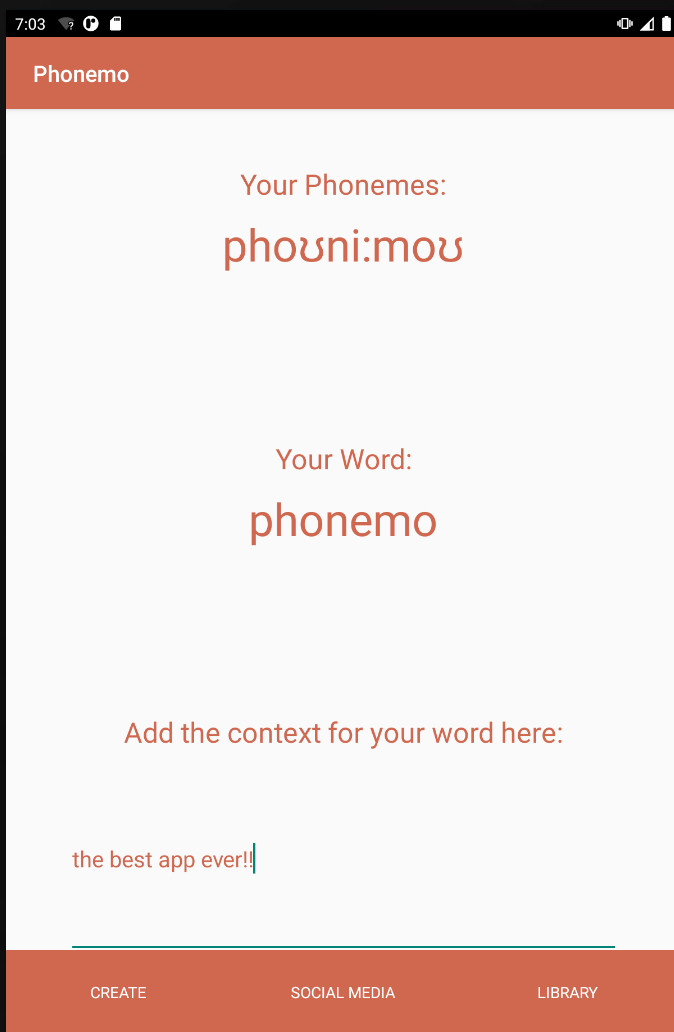 7:03
Phonemo
Your Phonemes:
phoʊni:moʊ
Your Word:
phonemo
Add the context for your word here:
the best app ever!!
CREATE SOCIAL MEDIA LIBRARY